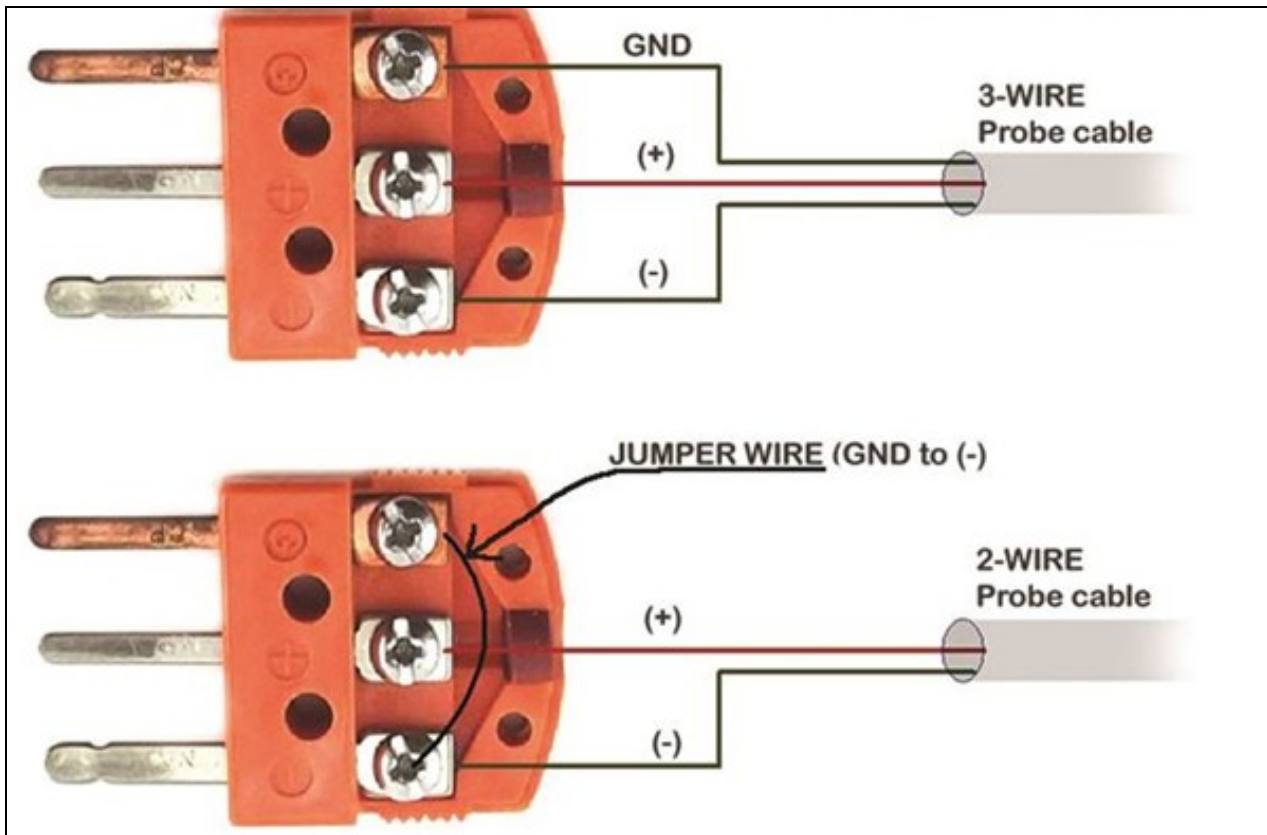 GND
3-WIRE
Probe cable
(+)
(-)
JUMPER WIRE (GND to (-)
2-WIRE
Probe cable
(+)
(-)